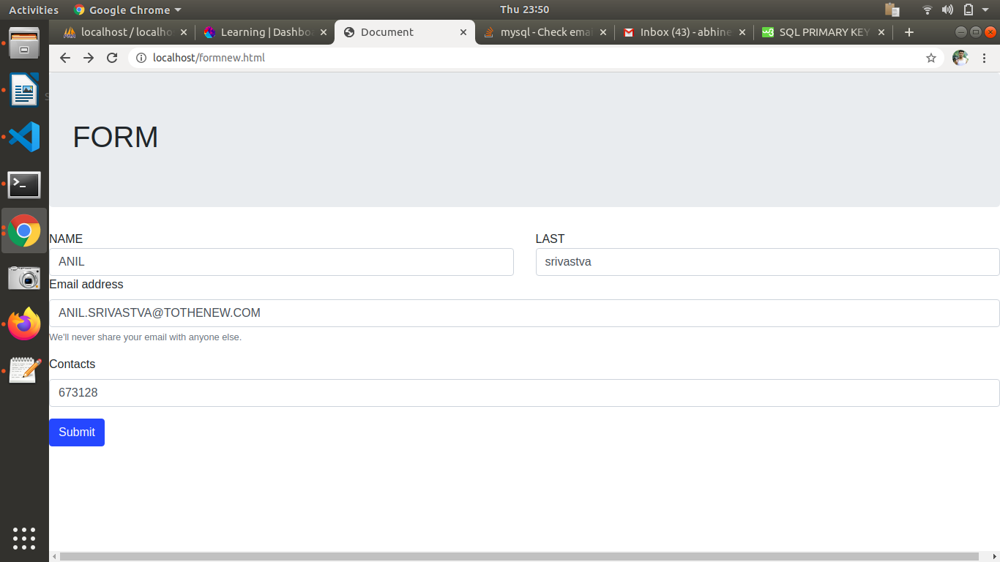 Activities Google Chrome Thu 23:50
localhost / localho Learning | Dashboa Document mysql - Check emai Inbox (43) - abhine SQL PRIMARY KEY
localhost/formnew.html
FORM
NAME LAST
ANIL srivastva
Email address
ANIL.SRIVASTVA@TOTHENEW.COM
We'll never share your email with anyone else.
Contacts
673128
Submit